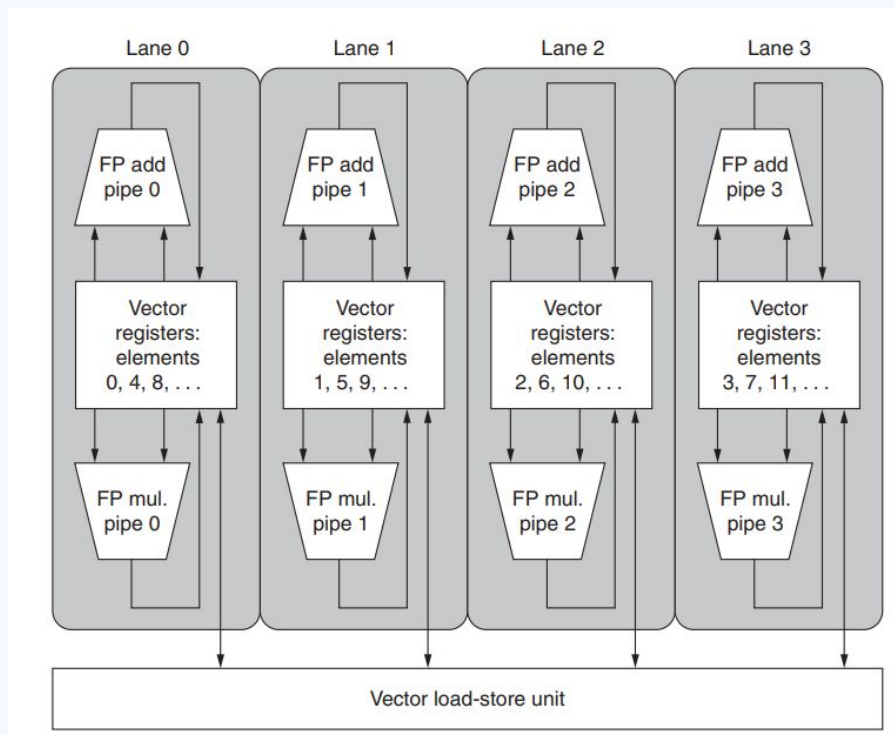 Lane 0
Lane 1
Lane 2
Lane 3
FP add
pipe 0
FP add
pipe 1
FP add
pipe 2
FP add
pipe 3
Vector
registers:
elements
0, 4, 8, . . .
Vector
registers:
elements
1, 5, 9, . . .
Vector
registers:
elements
2, 6, 10, . . .
Vector
registers:
elements
3, 7, 11, . . .
FP mul.
pipe 0
FP mul.
pipe 1
FP mul.
pipe 2
FP mul.
pipe 3
Vector load-store unit